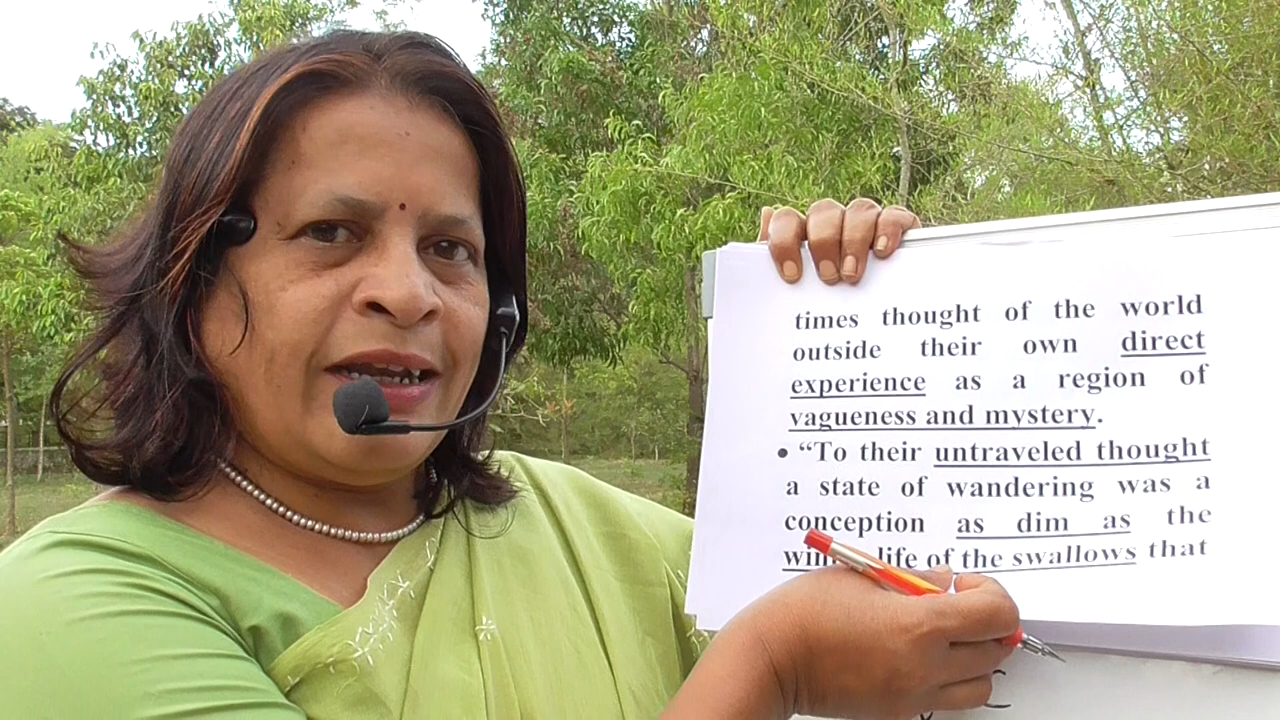 times thought of the world
outside their own direct
experience as a region of
vagueness and mystery.
• “To their untraveled thought
a state of wandering was a
conception as dim as the
life of the swallows that